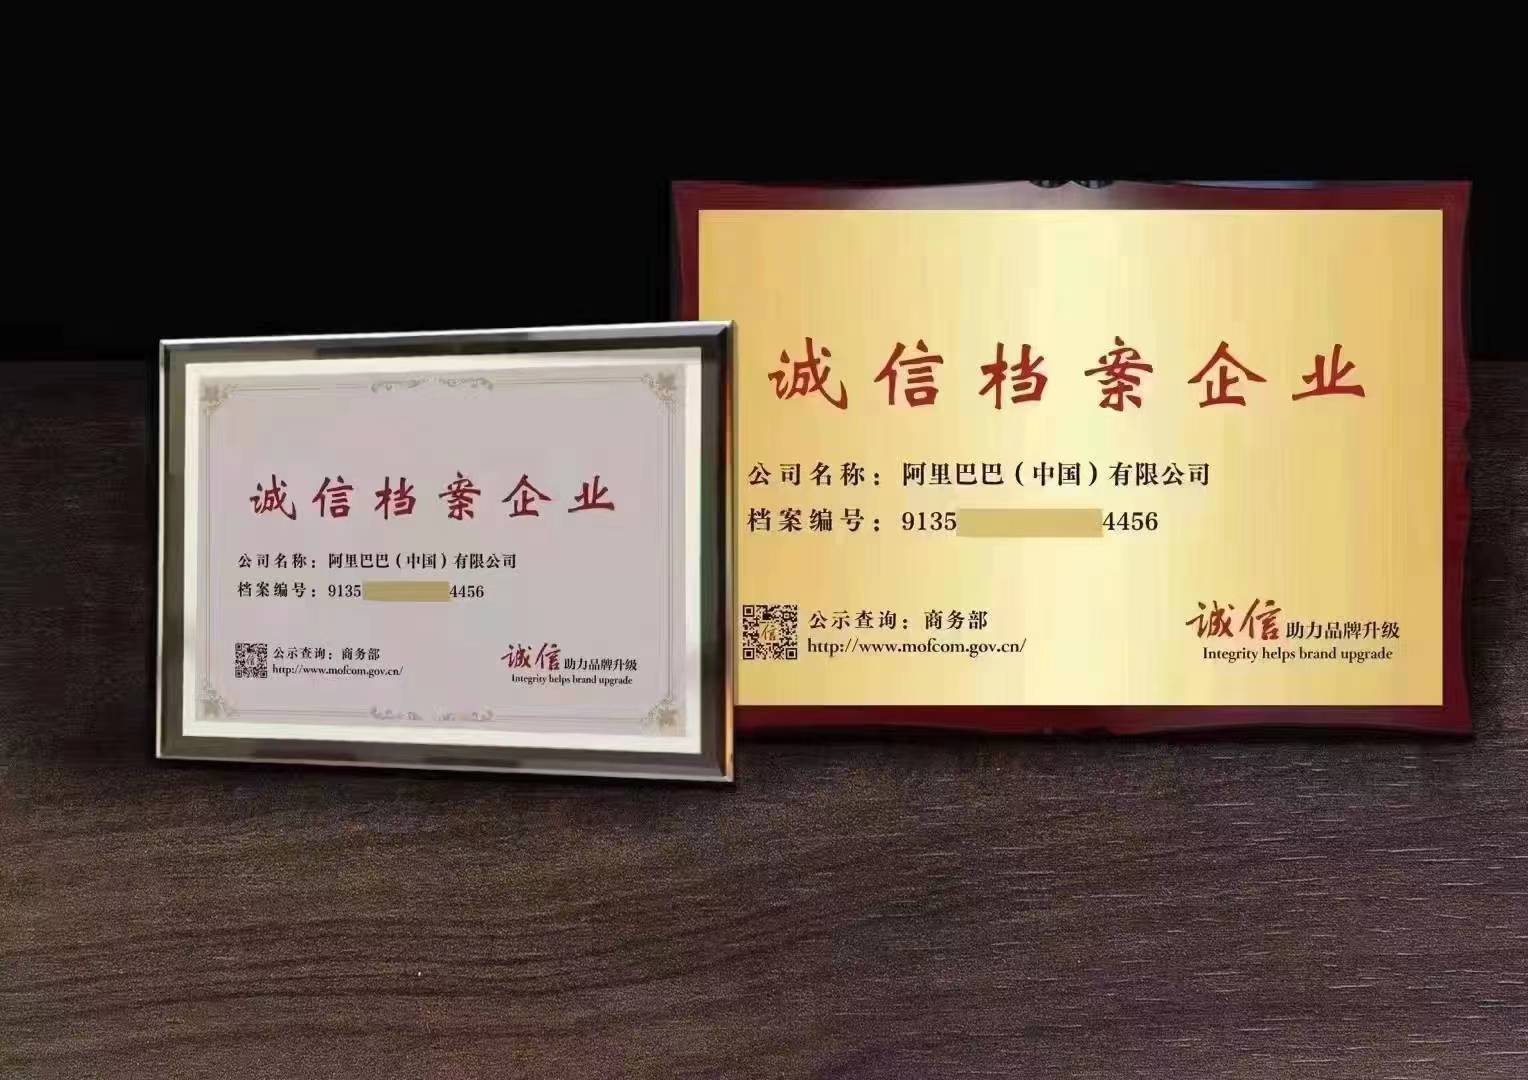 诚信档案企业
公司名称：阿里巴巴（中国）有限公司
档案编号：9135 4456
公示查询：商务部
http://www.mofcom.gov.cn/
诚信助力品牌升级
Integrity helps brand upgrade
诚信档案企业
公司名称：阿里巴巴（中国）有限公司
档案编号：9135 4456
信
公示查询：商务部
http://www.mofcom.gov.cn/
诚信助力品牌升级
Integrity helps brand upgrade